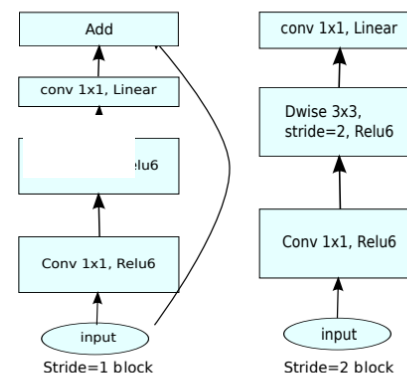 Add
conv 1x1, Linear
Conv 1x1, Relu6
input
Stride=1 block
conv 1x1, Linear
Dwise 3x3,
stride=2, Relu6
Conv 1x1, Relu6
input
Stride=2 block